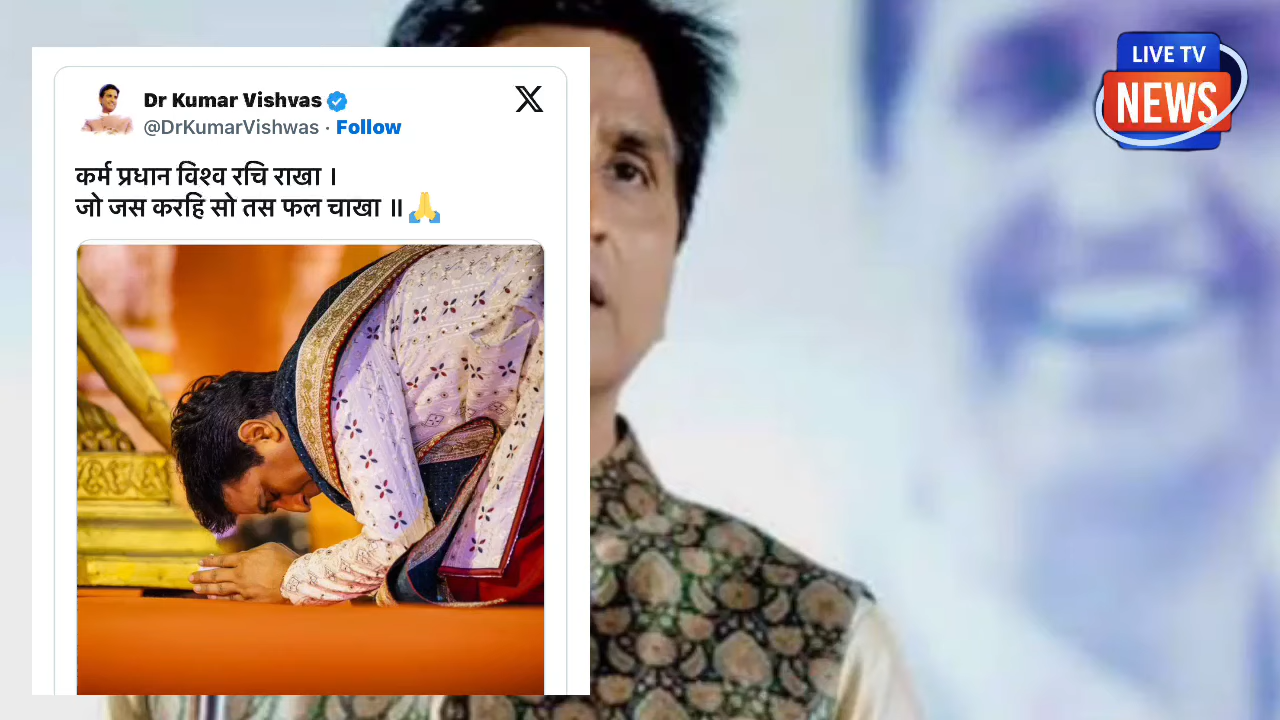 Dr Kumar Vishvas
@DrKumarVishwas · Follow
कर्म प्रधान विश्व रचि राखा ।
जो जस करहि सो तस फल चाखा ॥🙏
LIVE TV
NEWS